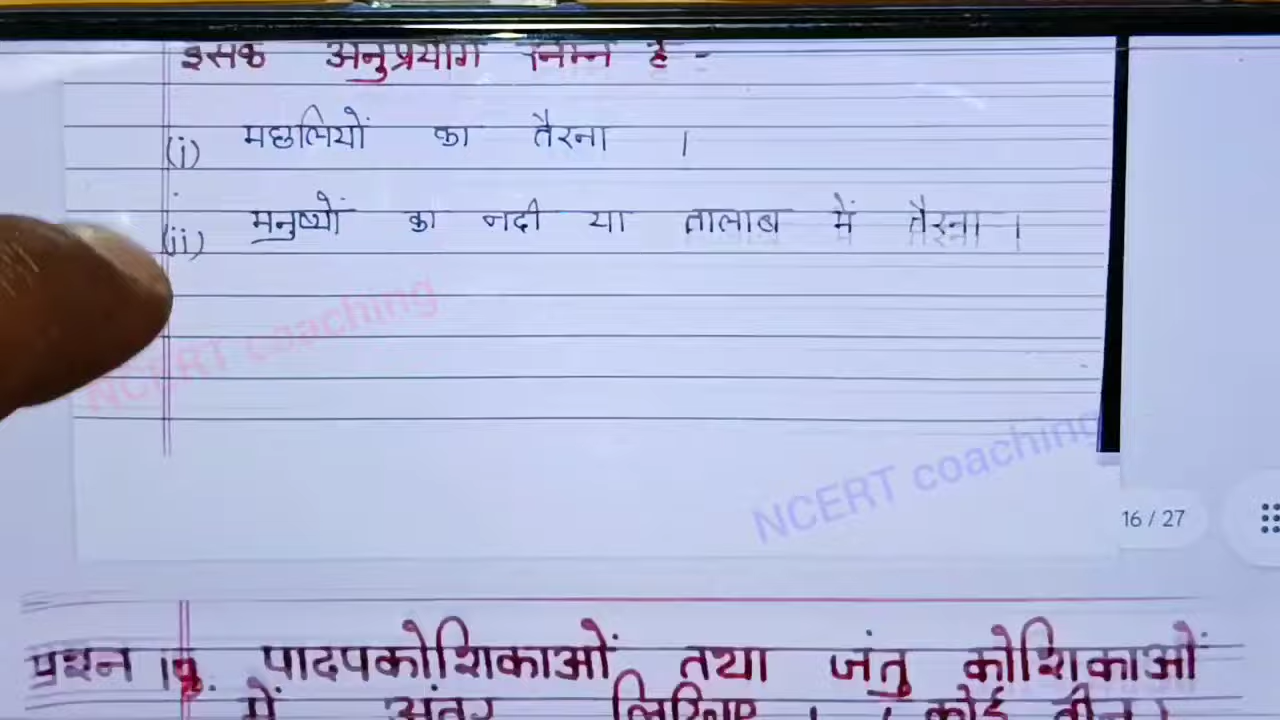 इसके अनुप्रयोग निम्न है -
(i) मछलियों का तैरना ।
(ii) मनुष्यों का नदी या तालाब में तैरना ।
NCERT coaching
NCERT coaching
16 / 27
प्रश्न पादपकोशिकाओं तथा जंतु कोशिकाओं
में अंतर लिखिए । ( कोई तीन )